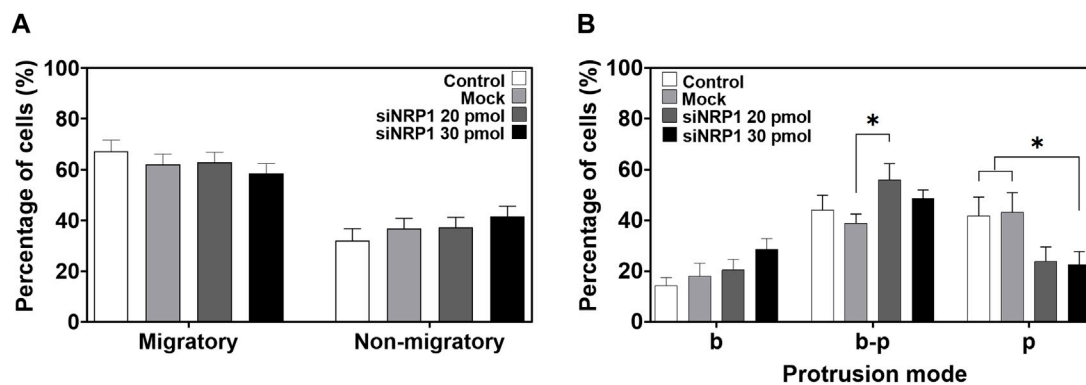 A
Percentage of cells (%)
100
80
60
40
20
0
Control
Mock
siNRP1 20 pmol
siNRP1 30 pmol
Migratory
Non-migratory
B
Percentage of cells (%)
100
80
60
40
20
0
Control
Mock
siNRP1 20 pmol
siNRP1 30 pmol
*
*
b
b-p
p
Protrusion mode